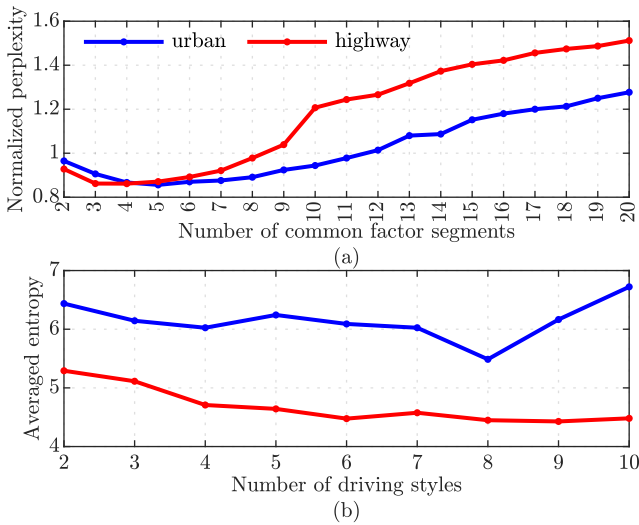 1.6
1.4
1.2
1
0.8
Normalized perplexity
urban highway
2 3 4 5 6 7 8 9 10 11 12 13 14 15 16 17 18 19 20
Number of common factor segments
(a)
7
6
5
4
Averaged entropy
2 3 4 5 6 7 8 9 10
Number of driving styles
(b)